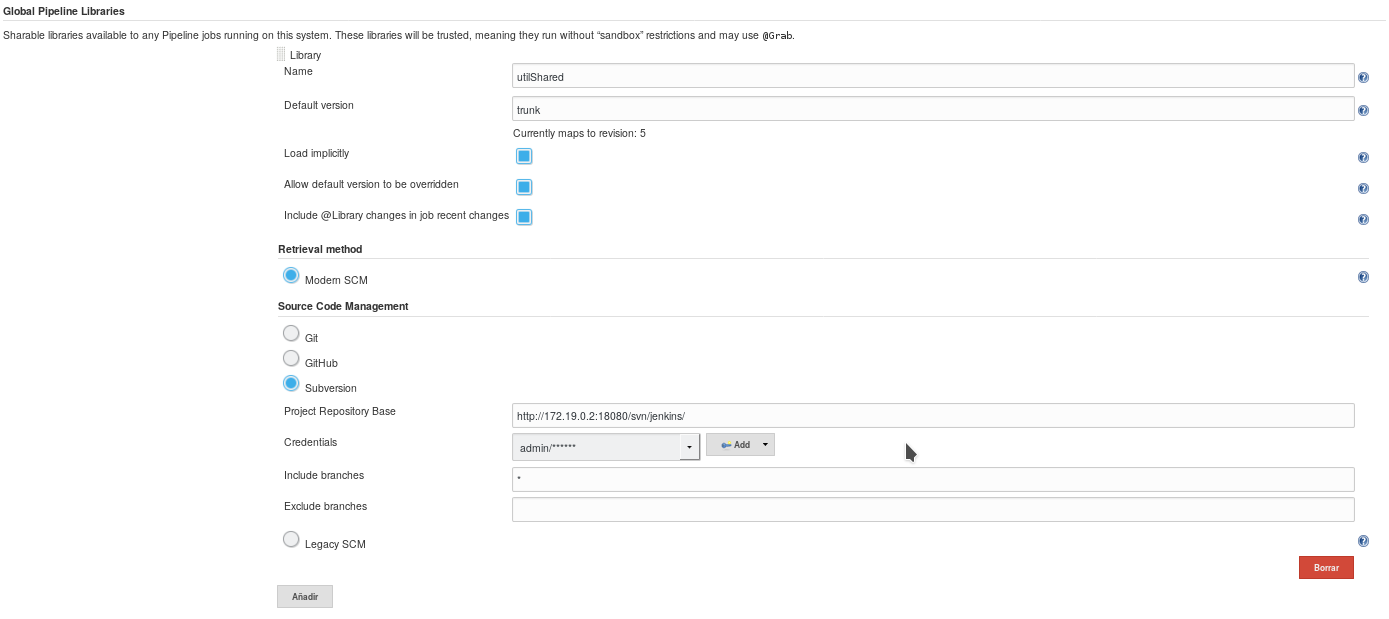 Global Pipeline Libraries
Sharable libraries available to any Pipeline jobs running on this system. These libraries will be trusted, meaning they run without “sandbox” restrictions and may use @Grab.
Library
Name
utilShared
Default version
trunk
Currently maps to revision: 5
Load implicitly
Allow default version to be overridden
Include @Library changes in job recent changes
Retrieval method
Modern SCM
Source Code Management
Git
GitHub
Subversion
Project Repository Base
http://172.19.0.2:18080/svn/jenkins/
Credentials
admin/******
Add
Include branches
*
Exclude branches
Legacy SCM
Borrar
Añadir